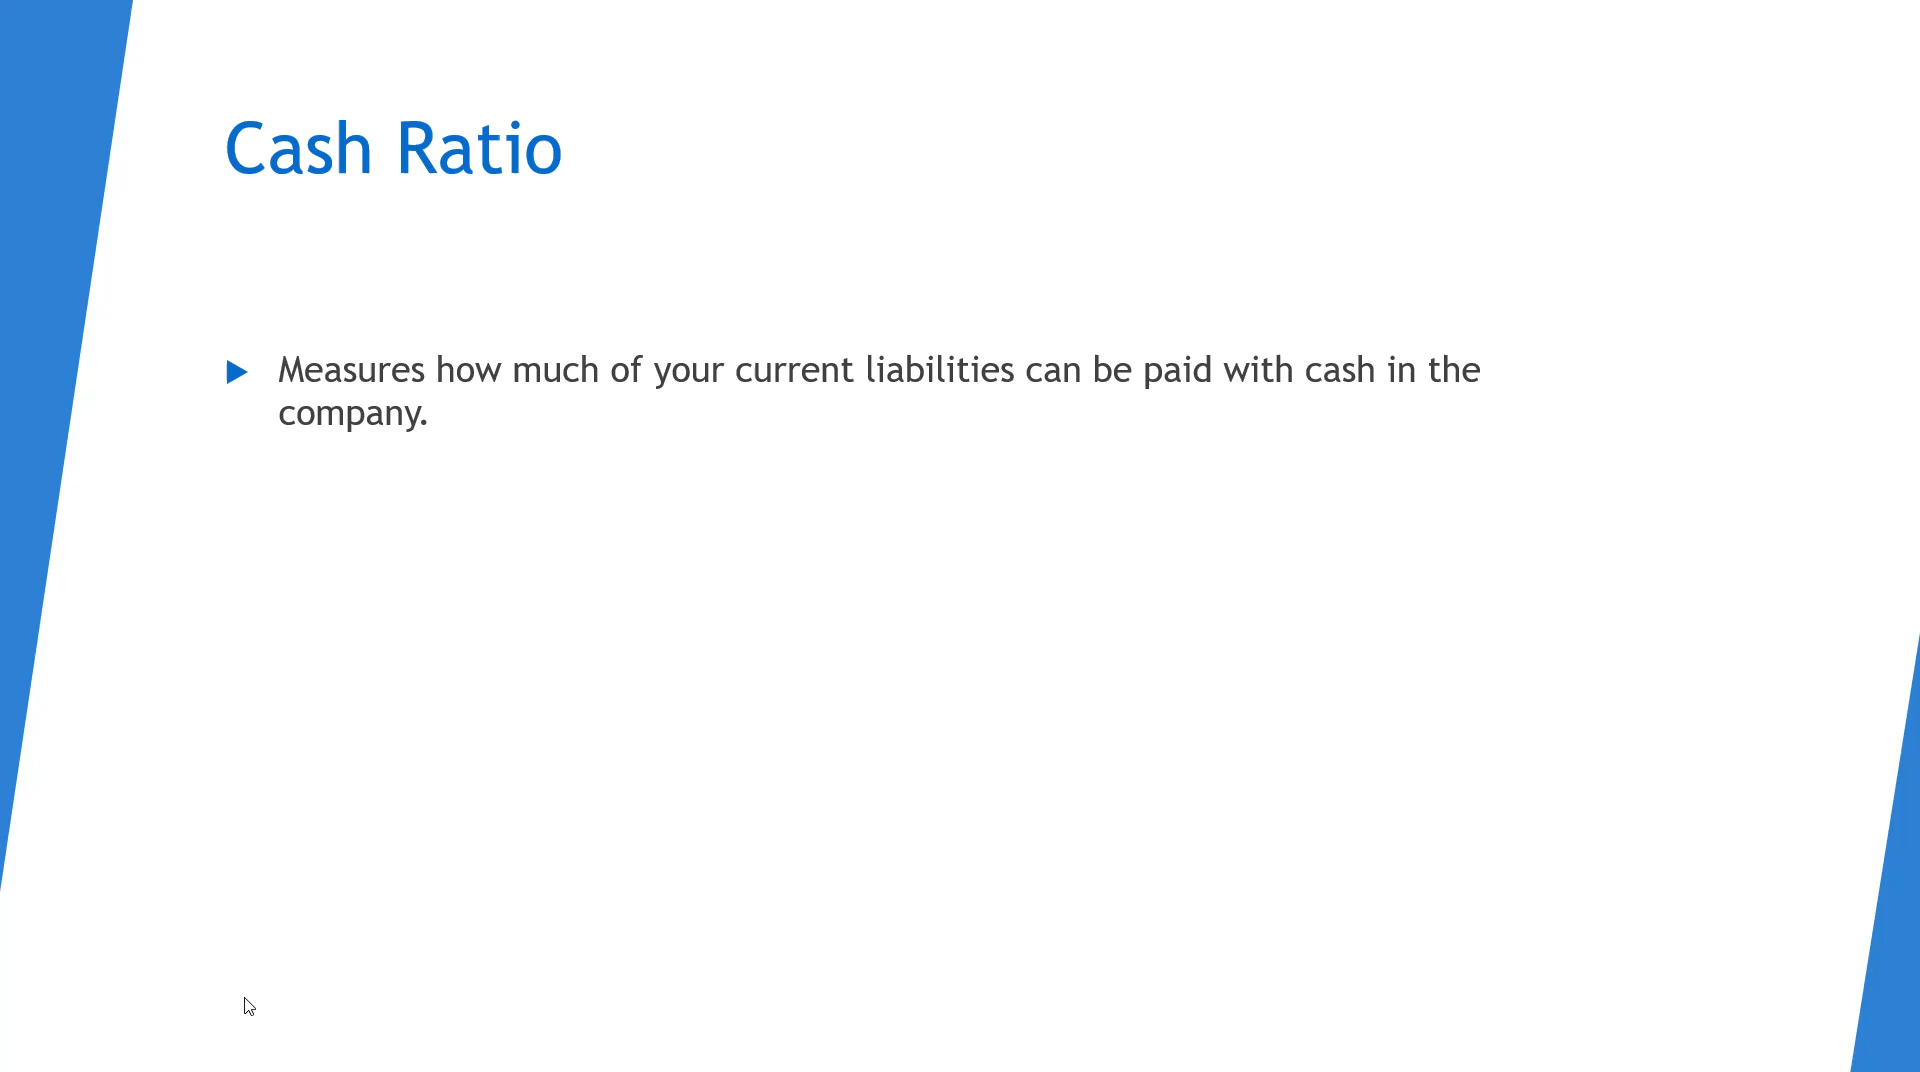 Cash Ratio
Measures how much of your current liabilities can be paid with cash in the
company.